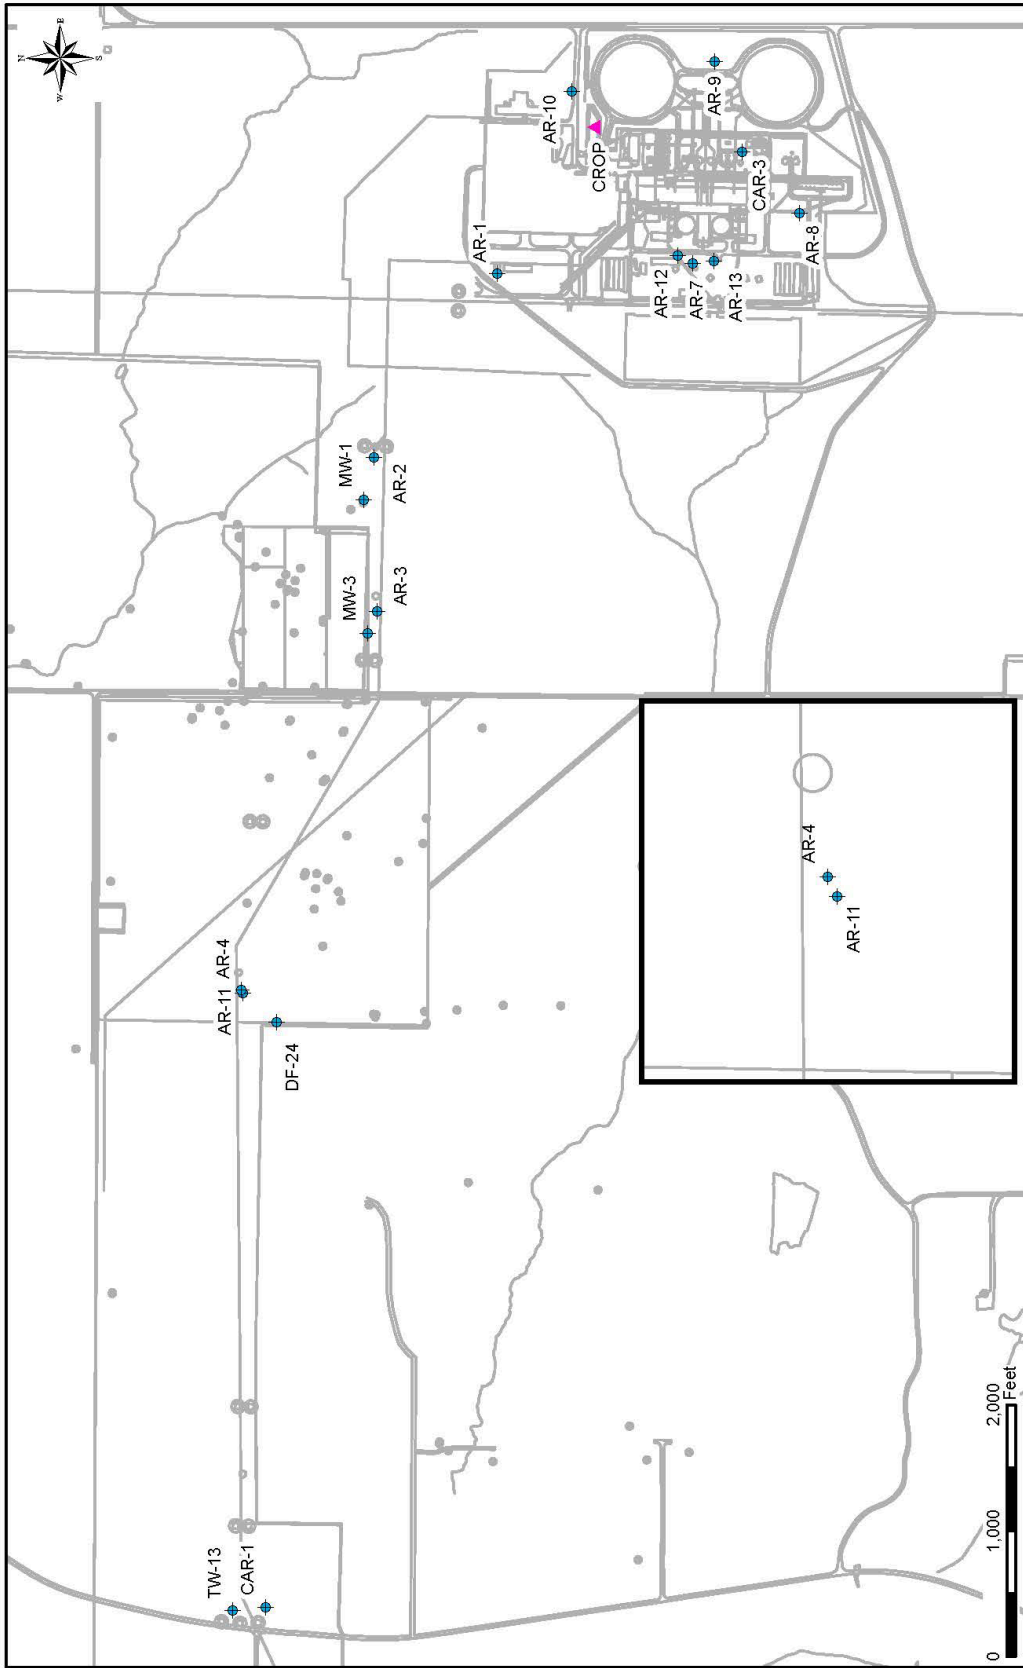 N
W E
S
TW-13
AR-11 AR-4
CAR-1
DF-24
MW-3
MW-1
AR-3
AR-2
AR-1
AR-10
CROP
AR-12
AR-7
AR-9
AR-13
CAR-3
AR-8
AR-4
AR-11
0 1,000 2,000
Feet